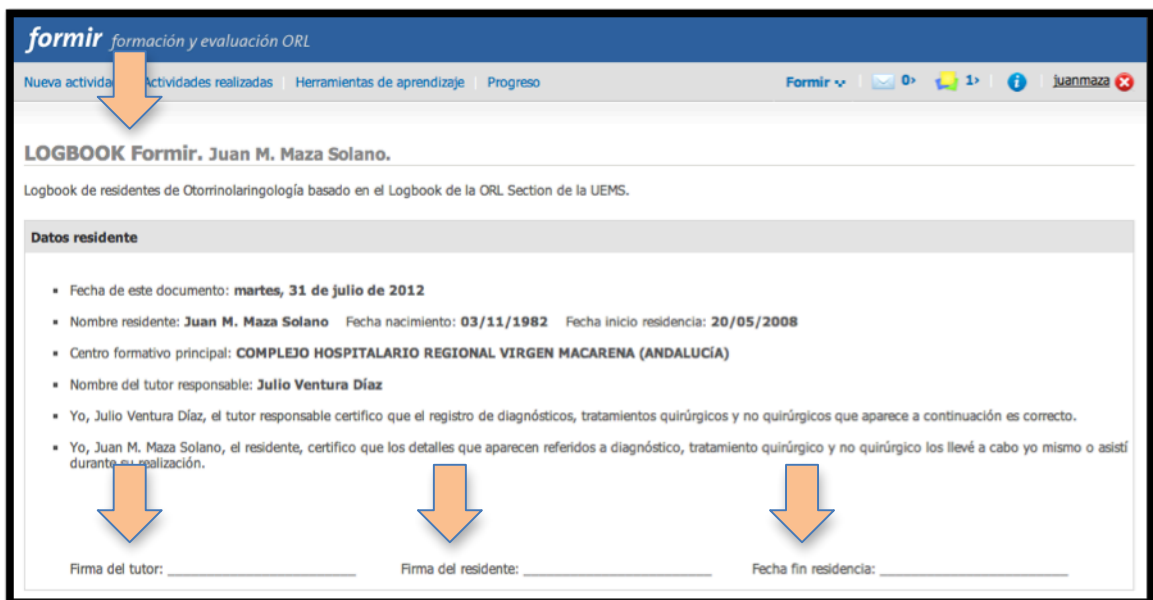 formir formación y evaluación ORL
Nueva actividad Actividades realizadas Herramientas de aprendizaje Progreso Formir 0 1 juanmaza
LOGBOOK Formir. Juan M. Maza Solano.
Logbook de residentes de Otorrinolaringología basado en el Logbook de la ORL Section de la UEMS.
Datos residente
Fecha de este documento: martes, 31 de julio de 2012
Nombre residente: Juan M. Maza Solano Fecha nacimiento: 03/11/1982 Fecha inicio residencia: 20/05/2008
Centro formativo principal: COMPLEJO HOSPITALARIO REGIONAL VIRGEN MACARENA (ANDALUCíA)
Nombre del tutor responsable: Julio Ventura Díaz
Yo, Julio Ventura Díaz, el tutor responsable certifico que el registro de diagnósticos, tratamientos quirúrgicos y no quirúrgicos que aparece a continuación es correcto.
Yo, Juan M. Maza Solano, el residente, certifico que los detalles que aparecen referidos a diagnóstico, tratamiento quirúrgico y no quirúrgico los llevé a cabo yo mismo o asistí
durante su realización.
Firma del tutor: Firma del residente: Fecha fin residencia: